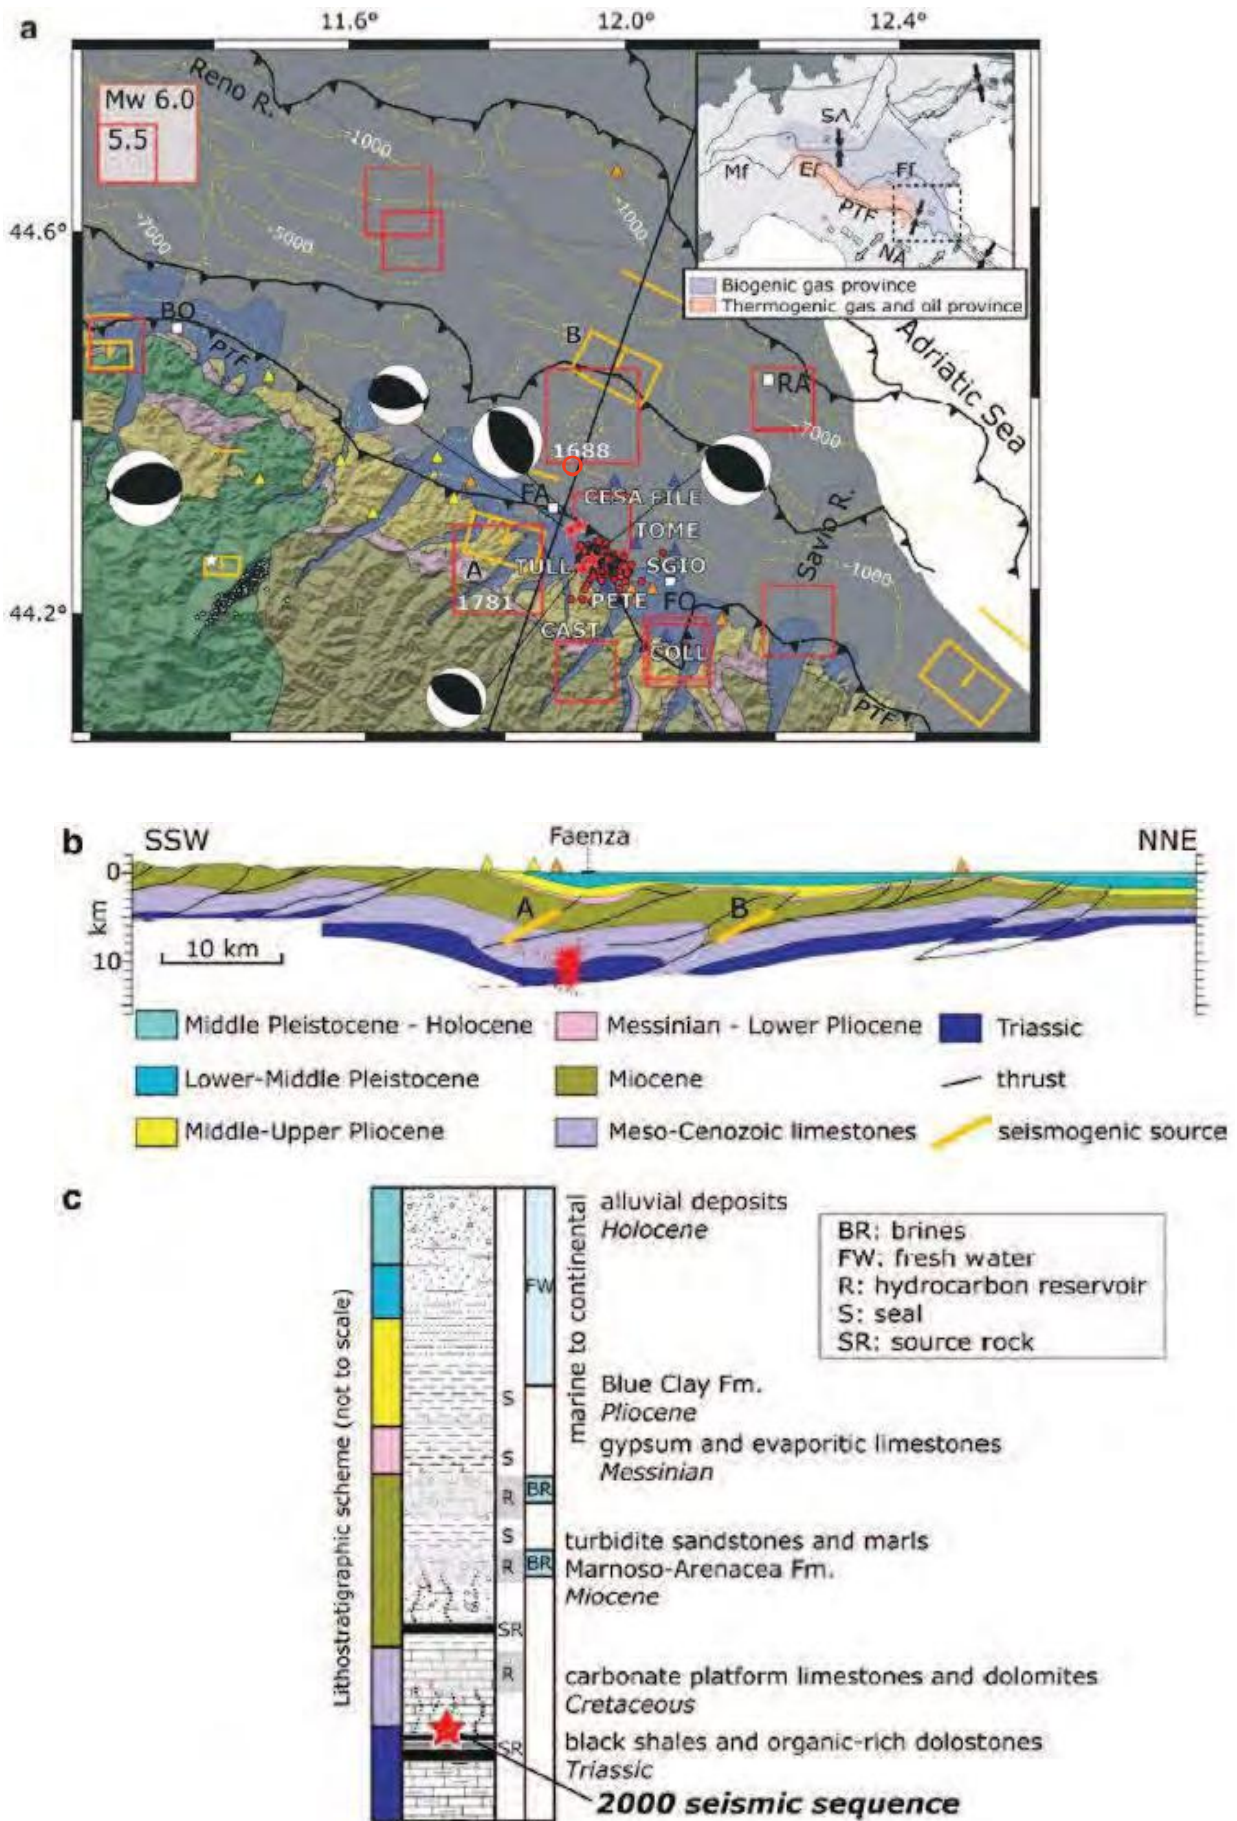 a
11.6°
12.0°
12.4°
44.6°
44.2°
Reno R.
Mw 6.0
5.5
-1000
-7000
-5000
-1000
SA
Mf
Ef
Ff
PTF
NA
Biogenic gas province
Thermogenic gas and oil province
Adriatic Sea
BO
PTF
B
RA
-7000
1688
FA
CESA
FILE
TOME
Savio R.
TULL
SGIO
A
-1000
1781
PETE
FO
CAST
COLL
PTF
b
SSW
Faenza
NNE
0
km
10
A
B
10 km
Middle Pleistocene - Holocene
Messinian - Lower Pliocene
Triassic
Lower-Middle Pleistocene
Miocene
thrust
Middle-Upper Pliocene
Meso-Cenozoic limestones
seismogenic source
c
Lithostratigraphic scheme (not to scale)
marine to continental
alluvial deposits
Holocene
BR: brines
FW: fresh water
R: hydrocarbon reservoir
S: seal
SR: source rock
FW
Blue Clay Fm.
Pliocene
S
gypsum and evaporitic limestones
Messinian
S
R
BR
S
turbidite sandstones and marls
Marnoso-Arenacea Fm.
Miocene
R
BR
SR
R
carbonate platform limestones and dolomites
Cretaceous
SR
black shales and organic-rich dolostones
Triassic
2000 seismic sequence